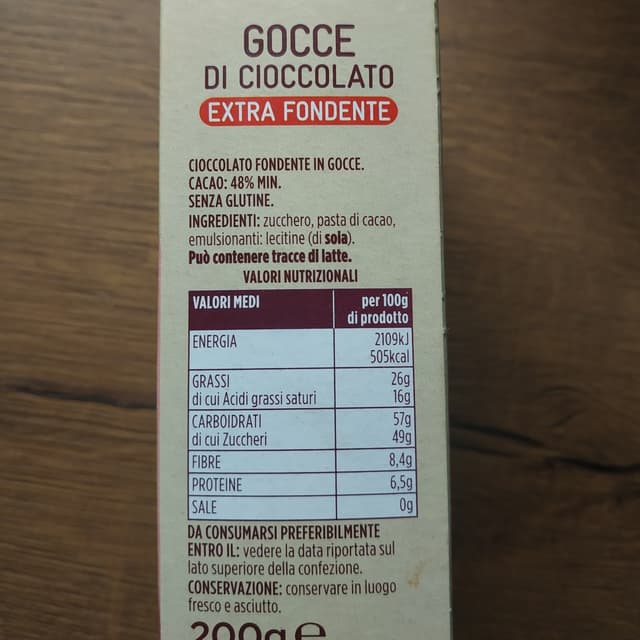 GOCCE
DI CIOCCOLATO
EXTRA FONDENTE
CIOCCOLATO FONDENTE IN GOCCE.
CACAO: 48% MIN.
SENZA GLUTINE.
INGREDIENTI: zucchero, pasta di cacao,
emulsionanti: lecitine (di soia).
Può contenere tracce di latte.
VALORI NUTRIZIONALI
VALORI MEDI per 100g
di prodotto
ENERGIA 2109kJ
505kcal
GRASSI 26g
di cui Acidi grassi saturi 16g
CARBOIDRATI 57g
di cui Zuccheri 49g
FIBRE 8,4g
PROTEINE 6,5g
SALE 0g
DA CONSUMARSI PREFERIBILMENTE
ENTRO IL: vedere la data riportata sul
lato superiore della confezione.
CONSERVAZIONE: conservare in luogo
fresco e asciutto.
200g e